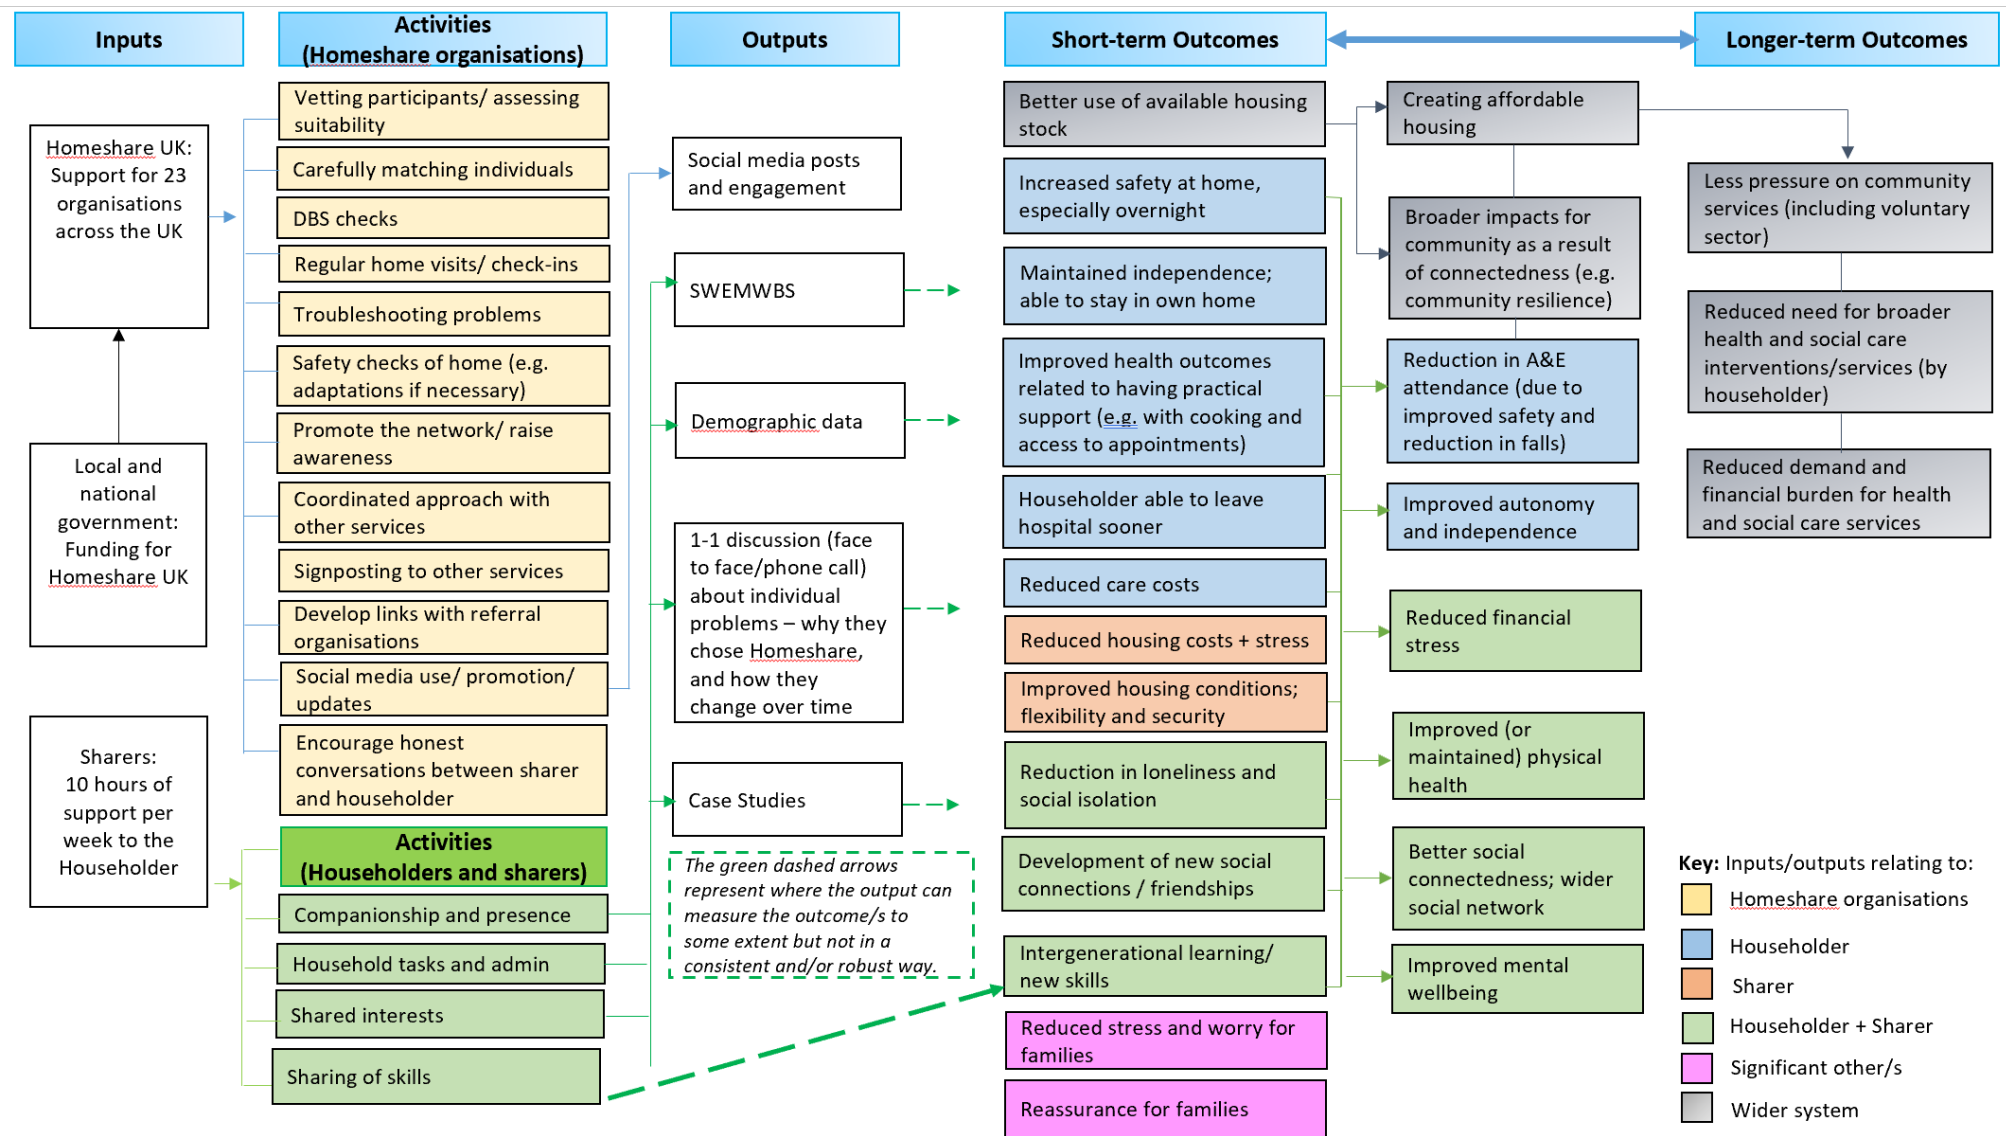 Inputs
Activities
(Homeshare organisations)
Outputs
Short-term Outcomes
Longer-term Outcomes
Homeshare UK:
Support for 23
organisations
across the UK
Local and
national
government:
Funding for
Homeshare UK
Sharers:
10 hours of
support per
week to the
Householder
Vetting participants/ assessing
suitability
Carefully matching individuals
DBS checks
Regular home visits/ check-ins
Troubleshooting problems
Safety checks of home (e.g.
adaptations if necessary)
Promote the network/ raise
awareness
Coordinated approach with
other services
Signposting to other services
Develop links with referral
organisations
Social media use/ promotion/
updates
Encourage honest
conversations between sharer
and householder
Activities
(Householders and sharers)
Companionship and presence
Household tasks and admin
Shared interests
Sharing of skills
Social media posts
and engagement
SWEMWBS
Demographic data
1-1 discussion (face
to face/phone call)
about individual
problems – why they
chose Homeshare,
and how they
change over time
Case Studies
The green dashed arrows
represent where the output can
measure the outcome/s to
some extent but not in a
consistent and/or robust way.
Better use of available housing
stock
Increased safety at home,
especially overnight
Maintained independence;
able to stay in own home
Improved health outcomes
related to having practical
support (e.g. with cooking and
access to appointments)
Householder able to leave
hospital sooner
Reduced care costs
Reduced housing costs + stress
Improved housing conditions;
flexibility and security
Reduction in loneliness and
social isolation
Development of new social
connections / friendships
Intergenerational learning/
new skills
Reduced stress and worry for
families
Reassurance for families
Creating affordable
housing
Broader impacts for
community as a result
of connectedness (e.g.
community resilience)
Reduction in A&E
attendance (due to
improved safety and
reduction in falls)
Improved autonomy
and independence
Reduced financial
stress
Improved (or
maintained) physical
health
Better social
connectedness; wider
social network
Improved mental
wellbeing
Less pressure on community
services (including voluntary
sector)
Reduced need for broader
health and social care
interventions/services (by
householder)
Reduced demand and
financial burden for health
and social care services
Key: Inputs/outputs relating to:
Homeshare organisations
Householder
Sharer
Householder + Sharer
Significant other/s
Wider system